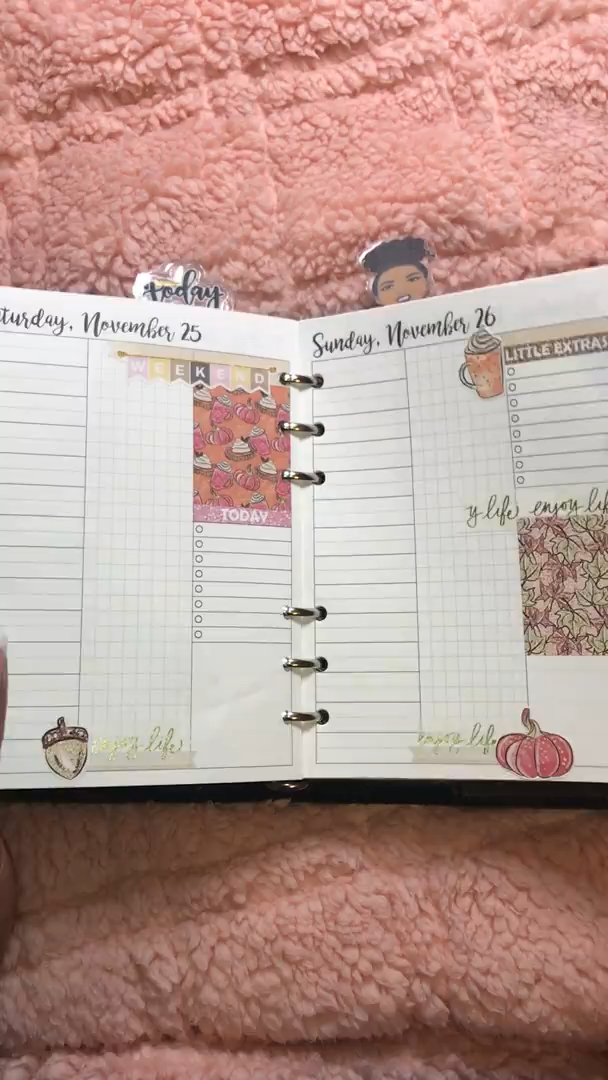 today
turday, November 25
WEEKEND
TODAY
enjoy life
Sunday, November 26
LITTLE EXTRAS
y life enjoy lif
enjoy life